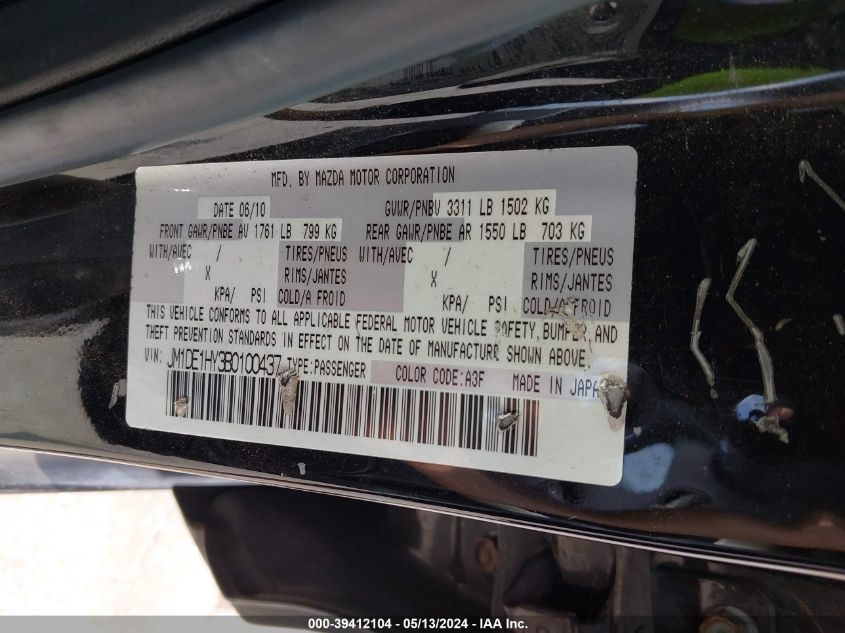 MFD. BY MAZDA MOTOR CORPORATION
DATE 06/10 GVWR/PNBV 3311 LB 1502 KG
FRONT GAWR/PNBE AV 1761 LB 799 KG REAR GAWR/PNBE AR 1550 LB 703 KG
WITH/AVEC / TIRES/PNEUS WITH/AVEC / TIRES/PNEUS
X RIMS/JANTES X RIMS/JANTES
KPA/ PSI COLD/A FROID KPA/ PSI COLD/A FROID
THIS VEHICLE CONFORMS TO ALL APPLICABLE FEDERAL MOTOR VEHICLE SAFETY, BUMPER, AND
THEFT PREVENTION STANDARDS IN EFFECT ON THE DATE OF MANUFACTURE SHOWN ABOVE.
VIN: JM1DE1HY3B0100437 TYPE:PASSENGER COLOR CODE:A3F MADE IN JAPAN
000-39412104 - 05/13/2024 - IAA Inc.